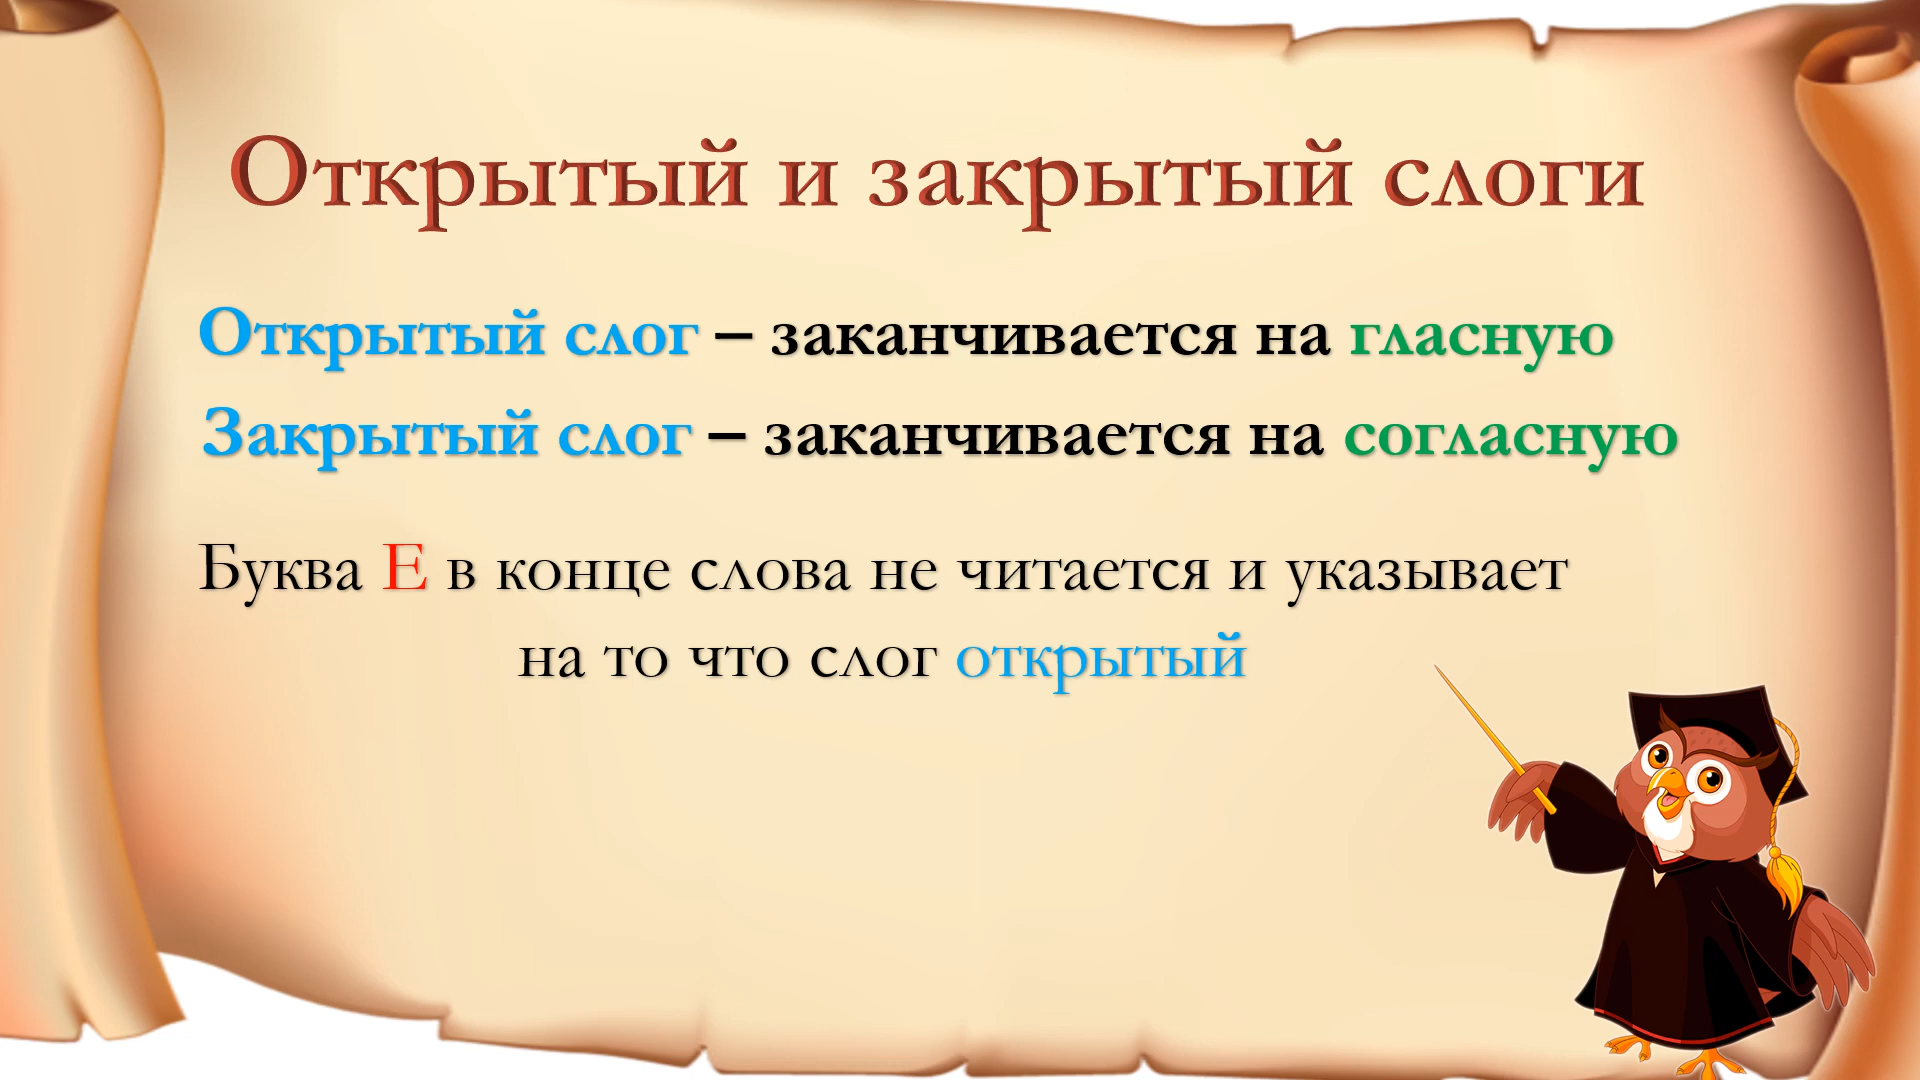 Открытый и закрытый слоги
Открытый слог – заканчивается на гласную
Закрытый слог – заканчивается на согласную
Буква Е в конце слова не читается и указывает
на то что слог открытый